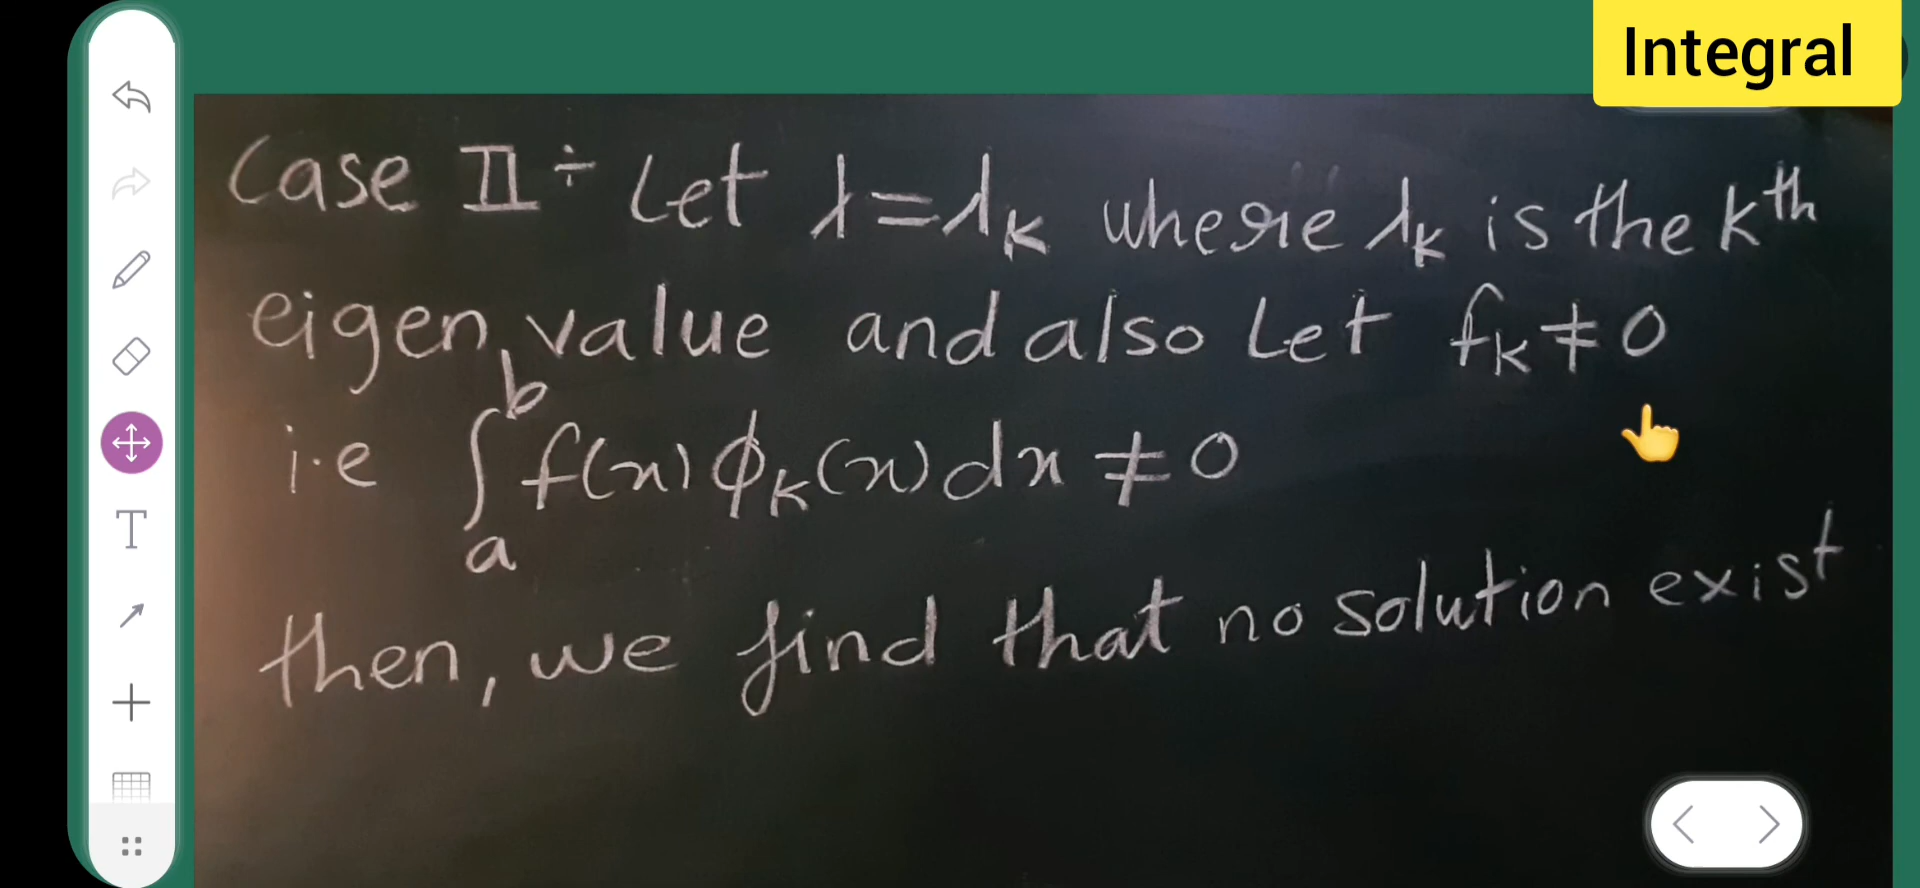 Integral
Case II ÷ Let λ=λₖ where λₖ is the kᵗʰ
eigen value and also Let fₖ≠0
i.e ∫ₐᵇ f(x) ϕₖ(x)dx ≠ 0
then, we find that no solution exist
T